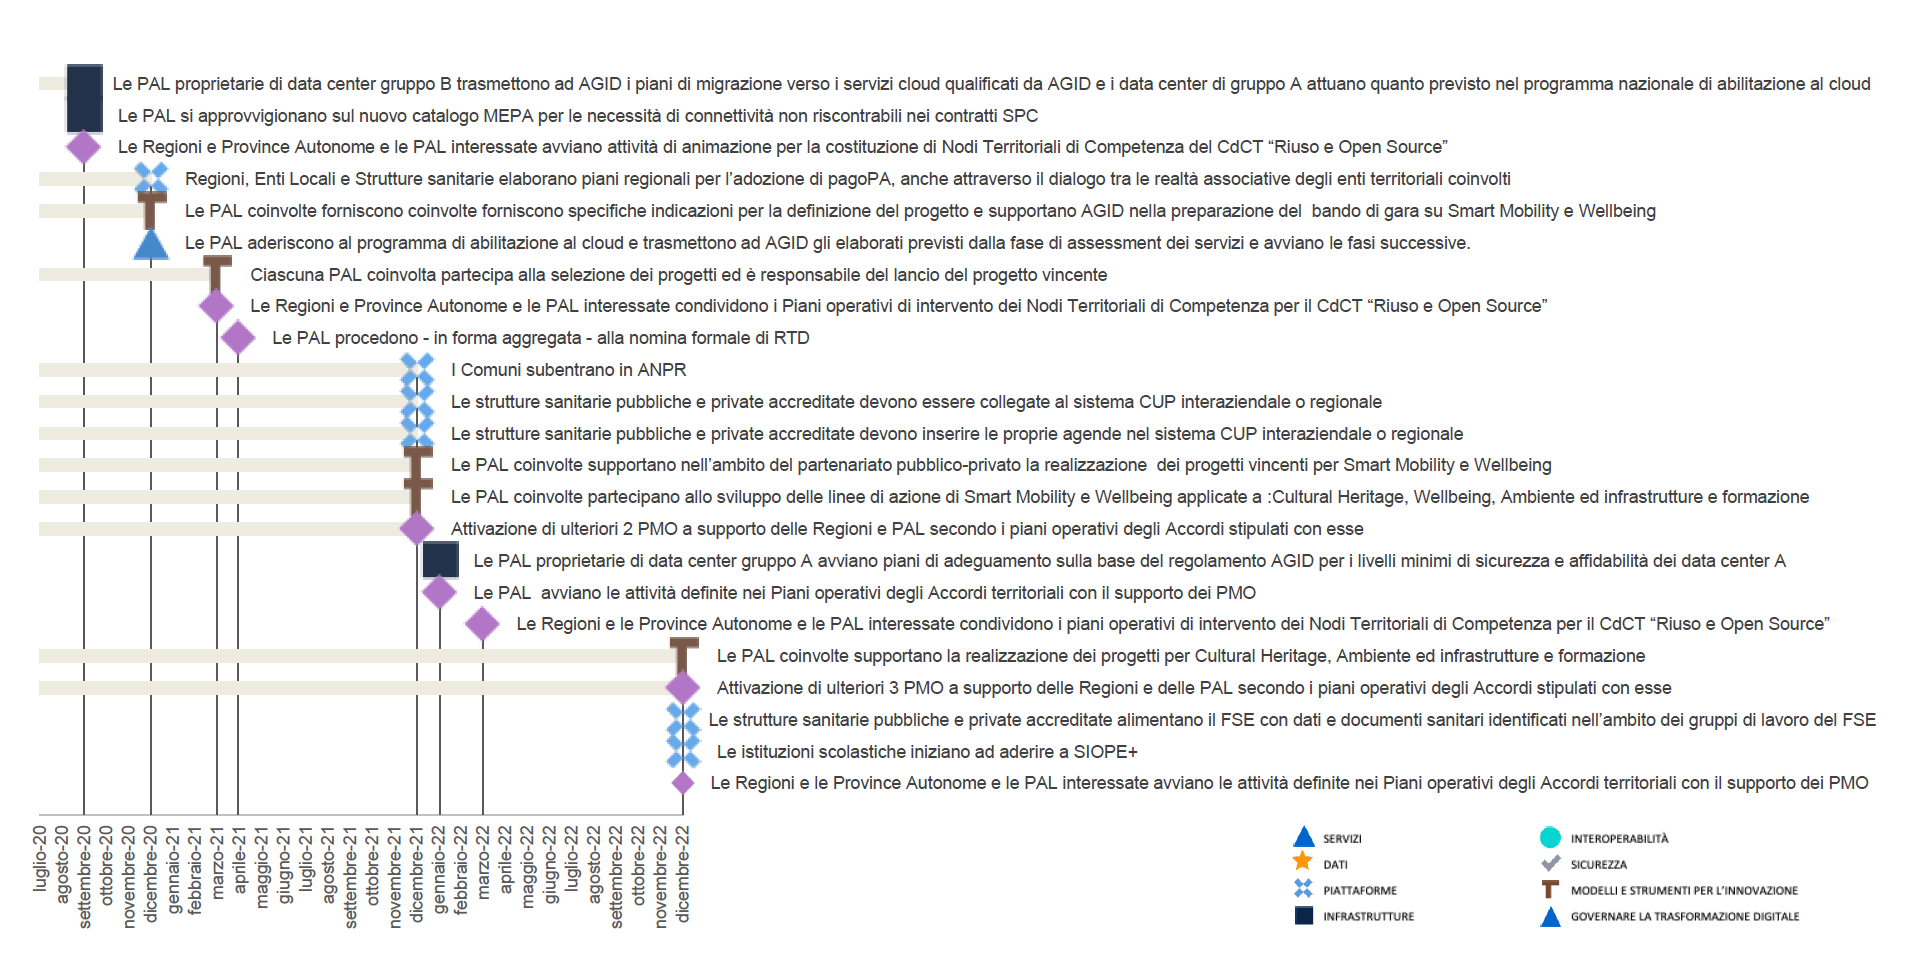 Le PAL proprietarie di data center gruppo B trasmettono ad AGID i piani di migrazione verso i servizi cloud qualificati da AGID e i data center di gruppo A attuano quanto previsto nel programma nazionale di abilitazione al cloud
Le PAL si approvvigionano sul nuovo catalogo MEPA per le necessità di connettività non riscontrabili nei contratti SPC
Le Regioni e Province Autonome e le PAL interessate avviano attività di animazione per la costituzione di Nodi Territoriali di Competenza del CdCT “Riuso e Open Source”
Regioni, Enti Locali e Strutture sanitarie elaborano piani regionali per l’adozione di pagoPA, anche attraverso il dialogo tra le realtà associative degli enti territoriali coinvolti
Le PAL coinvolte forniscono coinvolte forniscono specifiche indicazioni per la definizione del progetto e supportano AGID nella preparazione del bando di gara su Smart Mobility e Wellbeing
Le PAL aderiscono al programma di abilitazione al cloud e trasmettono ad AGID gli elaborati previsti dalla fase di assessment dei servizi e avviano le fasi successive.
Ciascuna PAL coinvolta partecipa alla selezione dei progetti ed è responsabile del lancio del progetto vincente
Le Regioni e Province Autonome e le PAL interessate condividono i Piani operativi di intervento dei Nodi Territoriali di Competenza per il CdCT “Riuso e Open Source”
Le PAL procedono - in forma aggregata - alla nomina formale di RTD
I Comuni subentrano in ANPR
Le strutture sanitarie pubbliche e private accreditate devono essere collegate al sistema CUP interaziendale o regionale
Le strutture sanitarie pubbliche e private accreditate devono inserire le proprie agende nel sistema CUP interaziendale o regionale
Le PAL coinvolte supportano nell’ambito del partenariato pubblico-privato la realizzazione dei progetti vincenti per Smart Mobility e Wellbeing
Le PAL coinvolte partecipano allo sviluppo delle linee di azione di Smart Mobility e Wellbeing applicate a :Cultural Heritage, Wellbeing, Ambiente ed infrastrutture e formazione
Attivazione di ulteriori 2 PMO a supporto delle Regioni e PAL secondo i piani operativi degli Accordi stipulati con esse
Le PAL proprietarie di data center gruppo A avviano piani di adeguamento sulla base del regolamento AGID per i livelli minimi di sicurezza e affidabilità dei data center A
Le PAL avviano le attività definite nei Piani operativi degli Accordi territoriali con il supporto dei PMO
Le Regioni e le Province Autonome e le PAL interessate condividono i piani operativi di intervento dei Nodi Territoriali di Competenza per il CdCT “Riuso e Open Source”
Le PAL coinvolte supportano la realizzazione dei progetti per Cultural Heritage, Ambiente ed infrastrutture e formazione
Attivazione di ulteriori 3 PMO a supporto delle Regioni e delle PAL secondo i piani operativi degli Accordi stipulati con esse
Le strutture sanitarie pubbliche e private accreditate alimentano il FSE con dati e documenti sanitari identificati nell’ambito dei gruppi di lavoro del FSE
Le istituzioni scolastiche iniziano ad aderire a SIOPE+
Le Regioni e le Province Autonome e le PAL interessate avviano le attività definite nei Piani operativi degli Accordi territoriali con il supporto dei PMO
luglio-20
agosto-20
settembre-20
ottobre-20
novembre-20
dicembre-20
gennaio-21
febbraio-21
marzo-21
aprile-21
maggio-21
giugno-21
luglio-21
agosto-21
settembre-21
ottobre-21
novembre-21
dicembre-21
gennaio-22
febbraio-22
marzo-22
aprile-22
maggio-22
giugno-22
luglio-22
agosto-22
settembre-22
ottobre-22
novembre-22
dicembre-22
SERVIZI
DATI
PIATTAFORME
INFRASTRUTTURE
INTEROPERABILITÀ
SICUREZZA
MODELLI E STRUMENTI PER L’INNOVAZIONE
GOVERNARE LA TRASFORMAZIONE DIGITALE